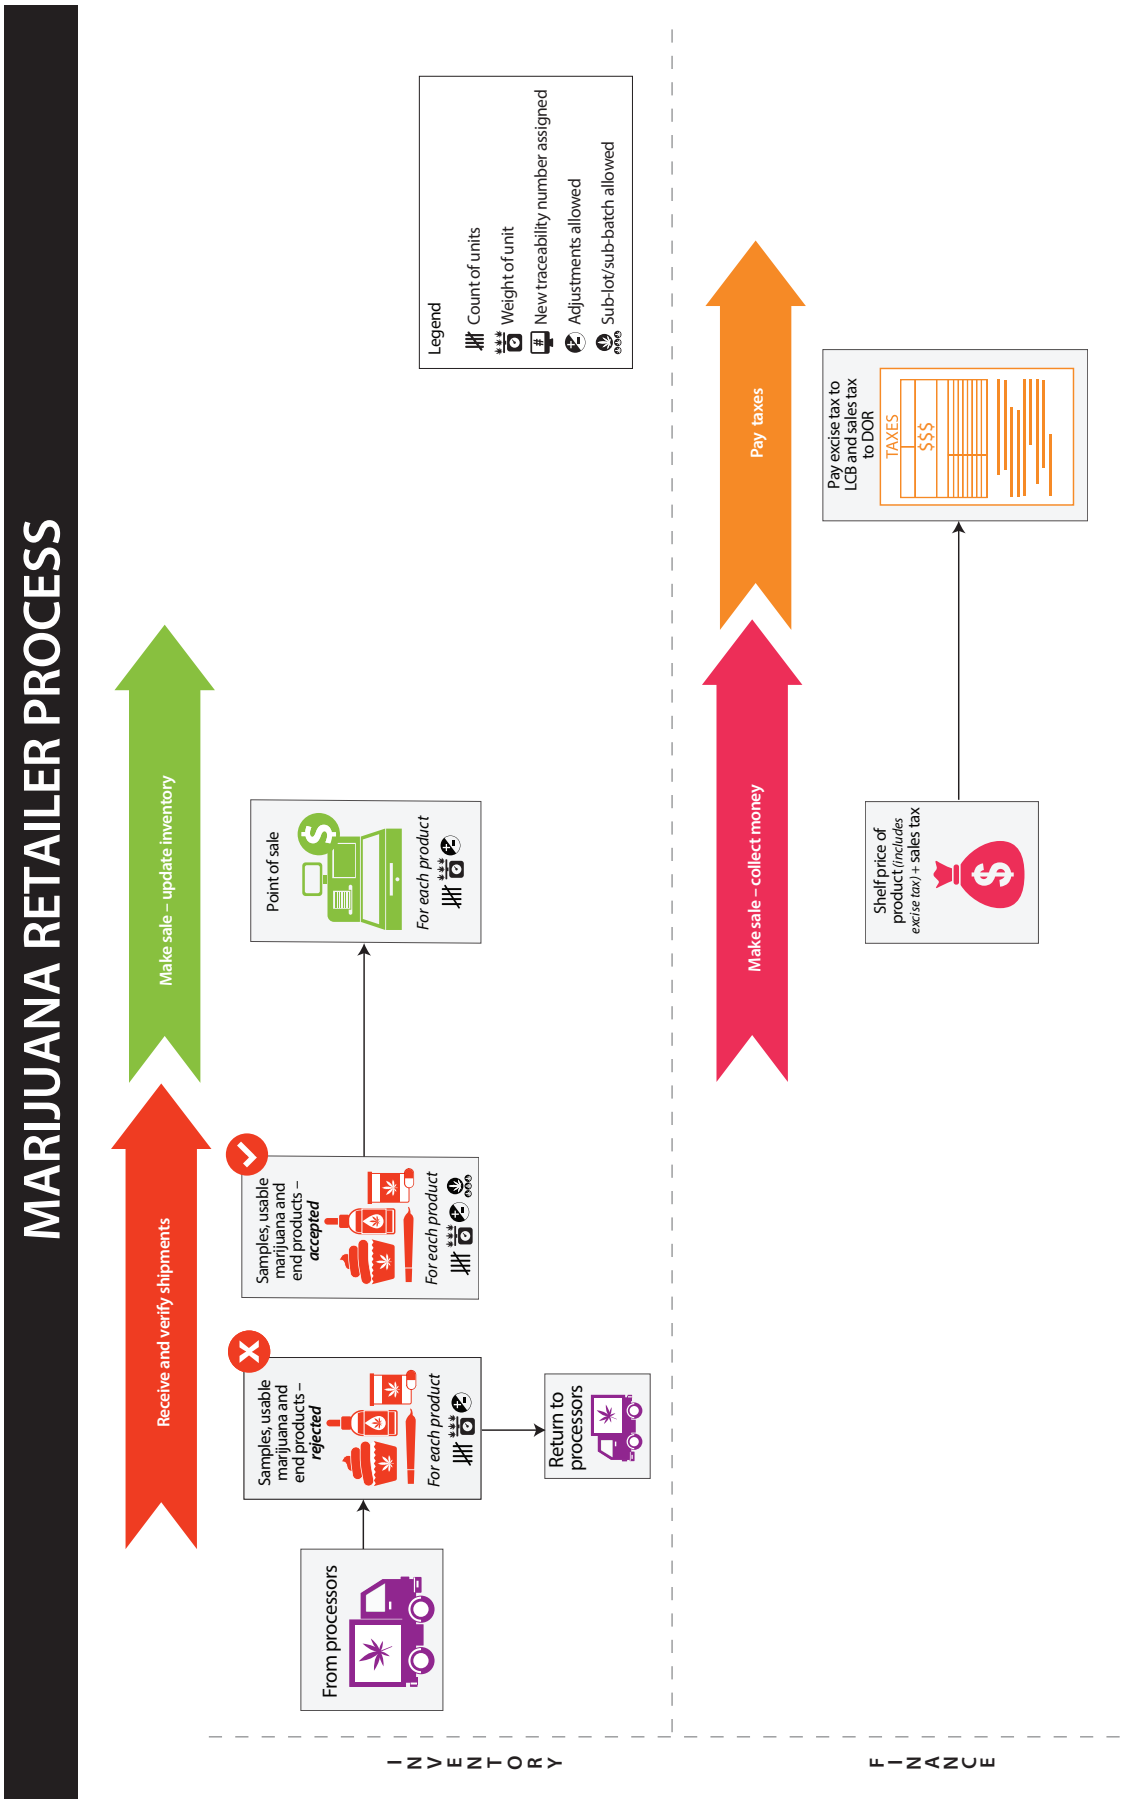 MARIJUANA RETAILER PROCESS
INVENTORY
Receive and verify shipments
Make sale – update inventory
From processors
Samples, usable
marijuana and
end products –
rejected
For each product
Return to
processors
Samples, usable
marijuana and
end products –
accepted
For each product
Point of sale
$
For each product
Legend
Count of units
Weight of unit
# New traceability number assigned
Adjustments allowed
Sub-lot/sub-batch allowed
FINANCE
Make sale – collect money
Pay taxes
Shelf price of
product (includes
excise tax) + sales tax
$
Pay excise tax to
LCB and sales tax
to DOR
TAXES
$$$